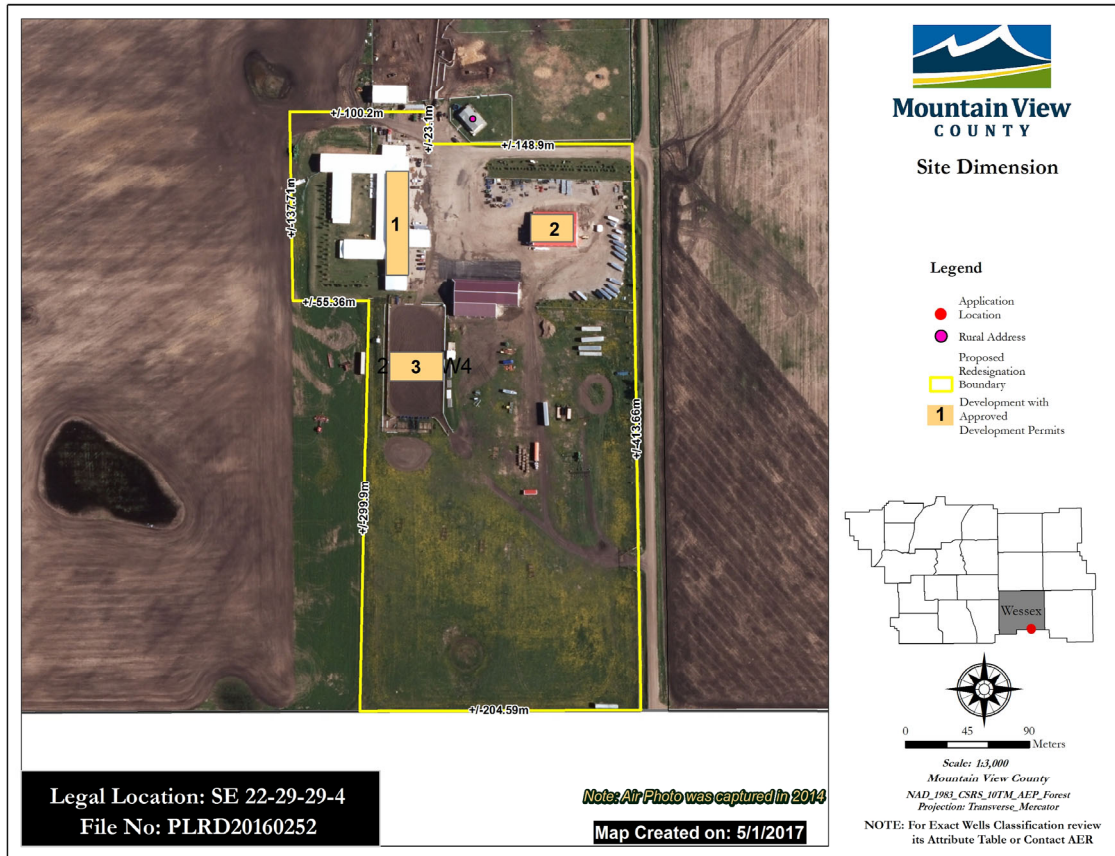 Mountain View
COUNTY
Site Dimension
Legend
Application
Location
Rural Address
Proposed
Redesignation
Boundary
1
Development with
Approved
Development Permits
+/-100.2m
+/-23.1m
+/-148.9m
+/-137.71m
1
2
+/-55.36m
2
3
W4
+/-413.66m
+/-299.9m
+/-204.59m
Wessex
0 45 90
Meters
Scale: 1:3,000
Mountain View County
NAD_1983_CSRS_10TM_AEP_Forest
Projection: Transverse_Mercator
NOTE: For Exact Wells Classification review
its Attribute Table or Contact AER
Legal Location: SE 22-29-29-4
File No: PLRD20160252
Note: Air Photo was captured in 2014
Map Created on: 5/1/2017